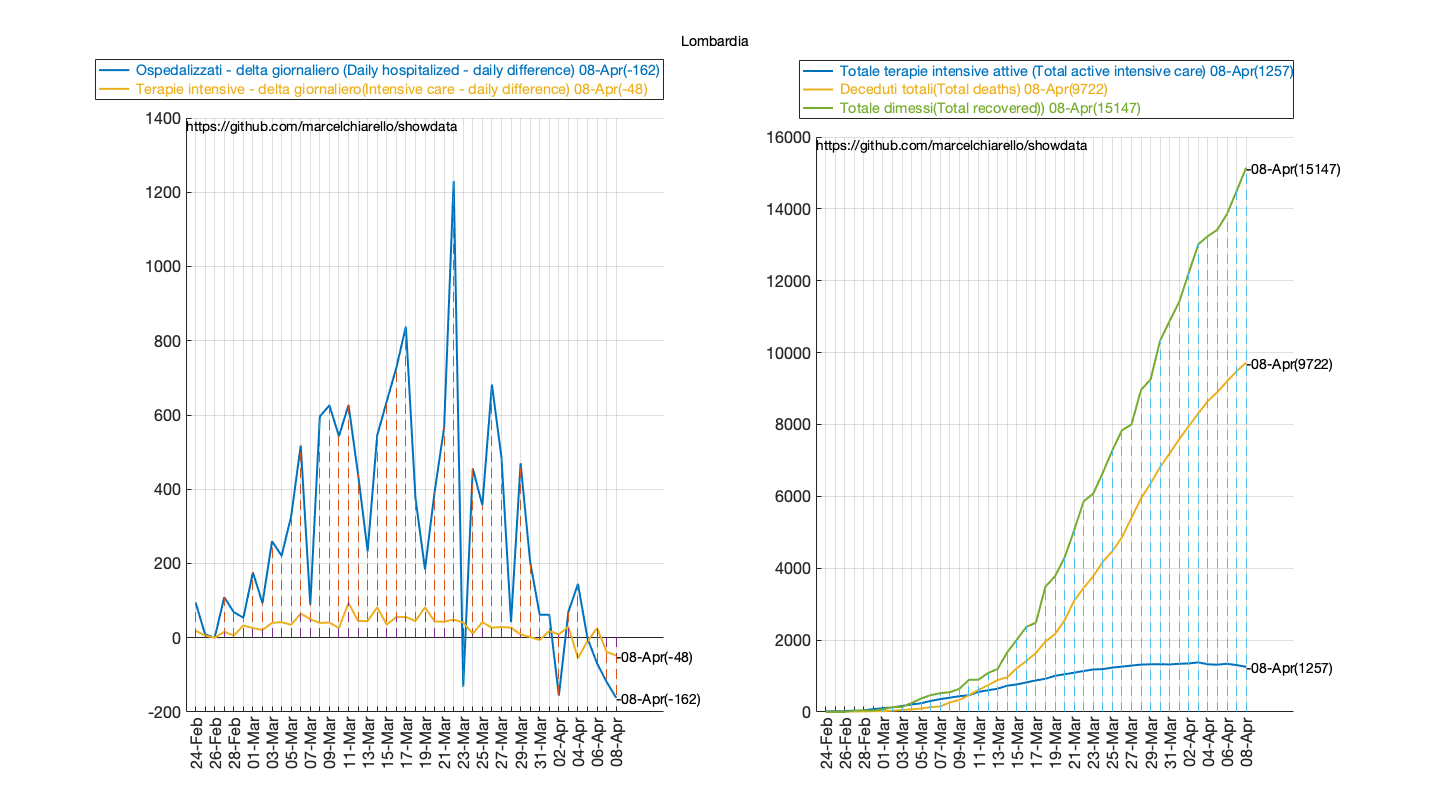 Lombardia
Ospedalizzati - delta giornaliero (Daily hospitalized - daily difference) 08-Apr(-162)
Terapie intensive - delta giornaliero(Intensive care - daily difference) 08-Apr(-48)
1400
https://github.com/marcelchiarello/showdata
1200
1000
800
600
400
200
0
-200
-08-Apr(-48)
-08-Apr(-162)
24-Feb
26-Feb
28-Feb
01-Mar
03-Mar
05-Mar
07-Mar
09-Mar
11-Mar
13-Mar
15-Mar
17-Mar
19-Mar
21-Mar
23-Mar
25-Mar
27-Mar
29-Mar
31-Mar
02-Apr
04-Apr
06-Apr
08-Apr
Totale terapie intensive attive (Total active intensive care) 08-Apr(1257)
Deceduti totali(Total deaths) 08-Apr(9722)
Totale dimessi(Total recovered)) 08-Apr(15147)
16000
https://github.com/marcelchiarello/showdata
14000
12000
10000
8000
6000
4000
2000
0
-08-Apr(15147)
-08-Apr(9722)
-08-Apr(1257)
24-Feb
26-Feb
28-Feb
01-Mar
03-Mar
05-Mar
07-Mar
09-Mar
11-Mar
13-Mar
15-Mar
17-Mar
19-Mar
21-Mar
23-Mar
25-Mar
27-Mar
29-Mar
31-Mar
02-Apr
04-Apr
06-Apr
08-Apr